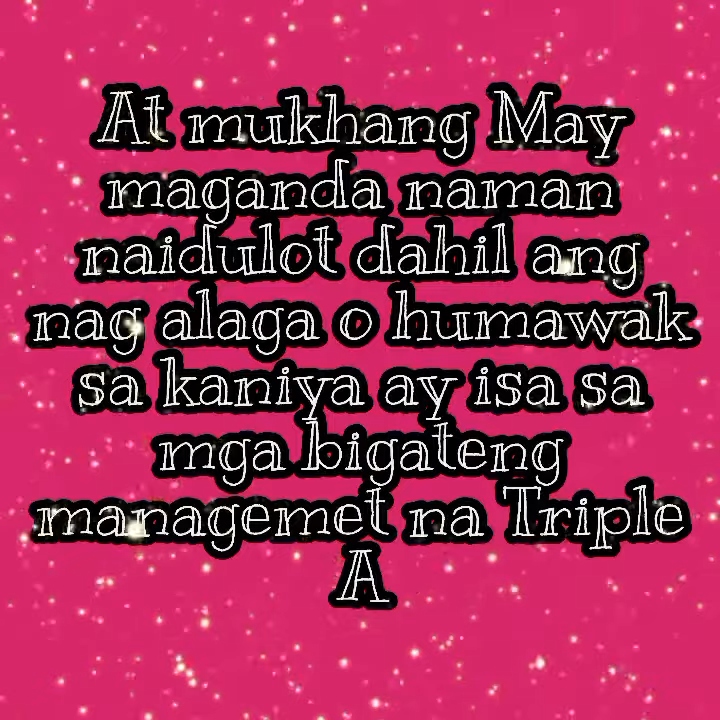 At mukhang May
maganda naman
naidulot dahil ang
nag alaga o humawak
sa kaniya ay isa sa
mga bigateng
managemet na Triple
A